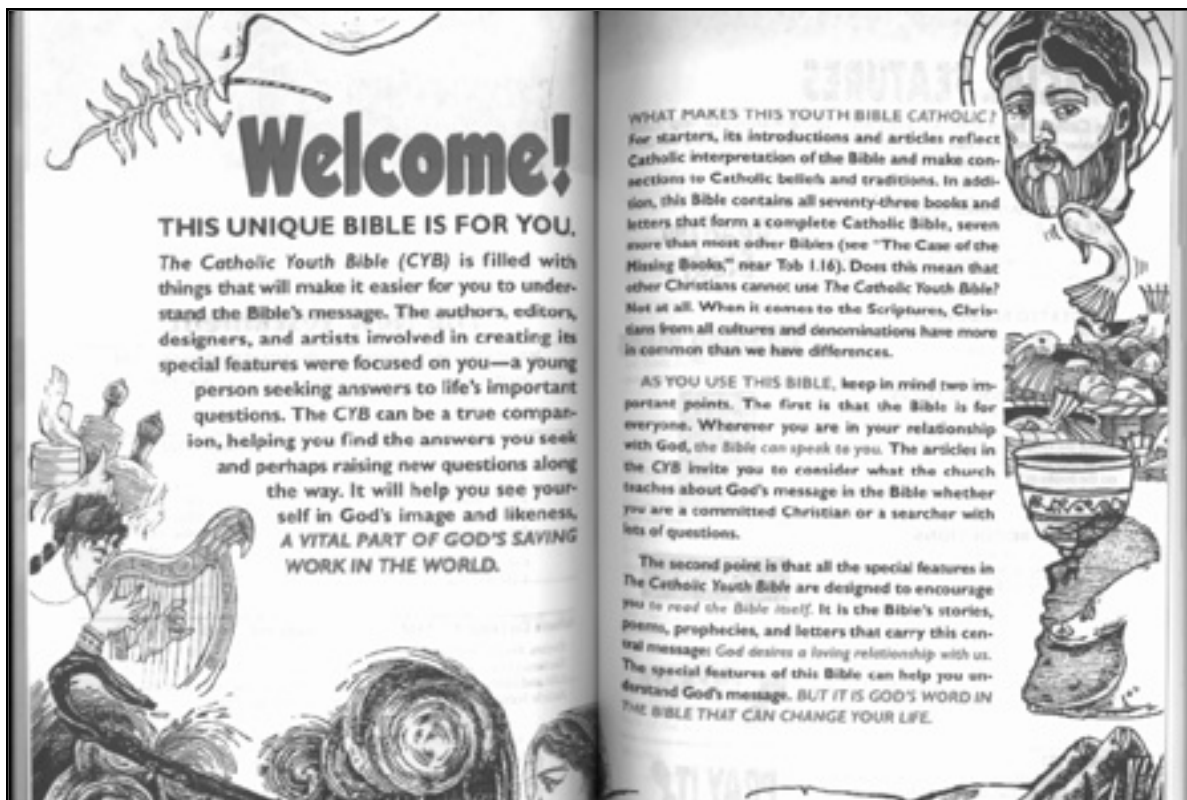 Welcome!
THIS UNIQUE BIBLE IS FOR YOU.
The Catholic Youth Bible (CYB) is filled with
things that will make it easier for you to under-
stand the Bible's message. The authors, editors,
designers, and artists involved in creating its
special features were focused on you—a young
person seeking answers to life's important
questions. The CYB can be a true compan-
ion, helping you find the answers you seek
and perhaps raising new questions along
the way. It will help you see your-
self in God's image and likeness,
A VITAL PART OF GOD'S SAVING
WORK IN THE WORLD.
WHAT MAKES THIS YOUTH BIBLE CATHOLIC?
For starters, its introductions and articles reflect
Catholic interpretation of the Bible and make con-
nections to Catholic beliefs and traditions. In addi-
tion, this Bible contains all seventy-three books and
letters that form a complete Catholic Bible, seven
more than most other Bibles (see "The Case of the
Missing Books," near Tob 1.16). Does this mean that
other Christians cannot use The Catholic Youth Bible?
Not at all. When it comes to the Scriptures, Chris-
tians from all cultures and denominations have more
in common than we have differences.
AS YOU USE THIS BIBLE, keep in mind two im-
portant points. The first is that the Bible is for
everyone. Wherever you are in your relationship
with God, the Bible can speak to you. The articles in
the CYB invite you to consider what the church
teaches about God's message in the Bible whether
you are a committed Christian or a searcher with
lots of questions.
The second point is that all the special features in
The Catholic Youth Bible are designed to encourage
you to read the Bible itself. It is the Bible's stories,
poems, prophecies, and letters that carry this cen-
tral message: God desires a loving relationship with us.
The special features of this Bible can help you un-
derstand God's message. BUT IT IS GOD'S WORD IN
THE BIBLE THAT CAN CHANGE YOUR LIFE.